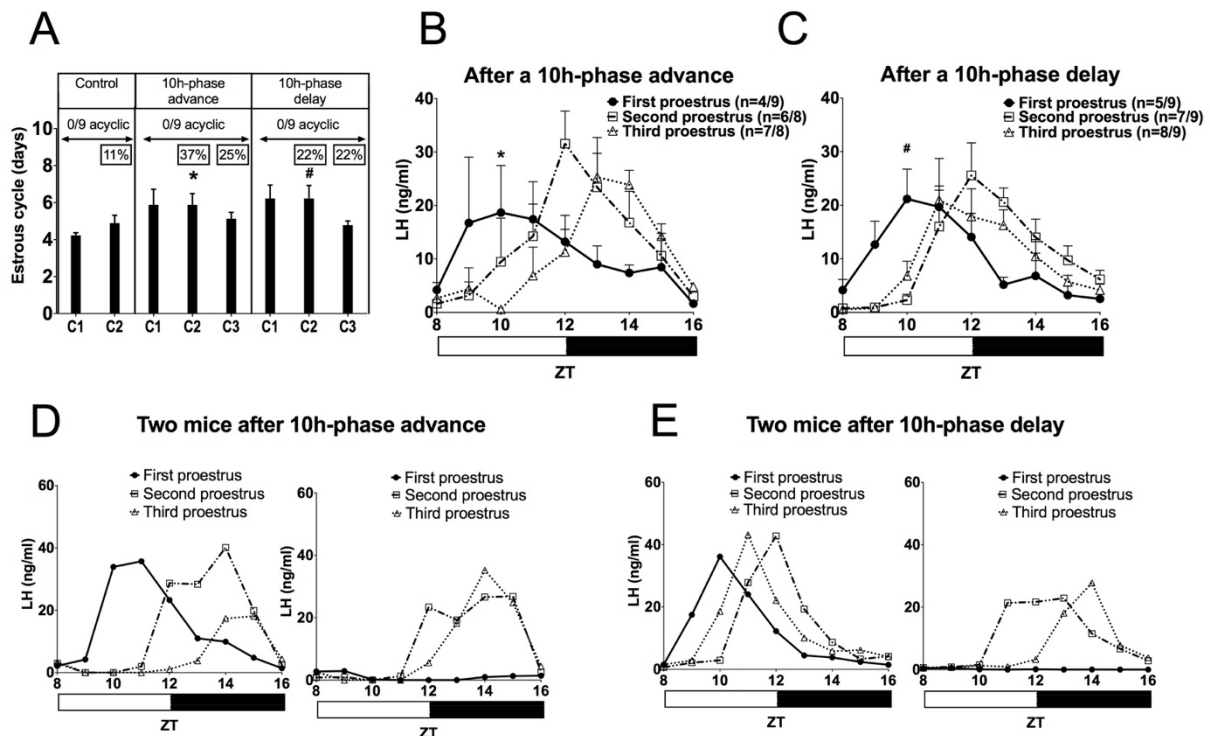 A
Control
10h-phase advance
10h-phase delay
0/9 acyclic
0/9 acyclic
0/9 acyclic
11%
37%
25%
22%
22%
*
#
Estrous cycle (days)
10
8
6
4
2
0
C1 C2 C1 C2 C3 C1 C2 C3
B
After a 10h-phase advance
First proestrus (n=4/9)
Second proestrus (n=6/8)
Third proestrus (n=7/8)
*
LH (ng/ml)
40
30
20
10
0
8 10 12 14 16
ZT
C
After a 10h-phase delay
First proestrus (n=5/9)
Second proestrus (n=7/9)
Third proestrus (n=8/9)
#
LH (ng/ml)
40
30
20
10
0
8 10 12 14 16
ZT
D
Two mice after 10h-phase advance
First proestrus
Second proestrus
Third proestrus
LH (ng/ml)
60
40
20
0
8 10 12 14 16
ZT
First proestrus
Second proestrus
Third proestrus
LH (ng/ml)
60
40
20
0
8 10 12 14 16
ZT
E
Two mice after 10h-phase delay
First proestrus
Second proestrus
Third proestrus
LH (ng/ml)
60
40
20
0
8 10 12 14 16
ZT
First proestrus
Second proestrus
Third proestrus
LH (ng/ml)
60
40
20
0
8 10 12 14 16
ZT